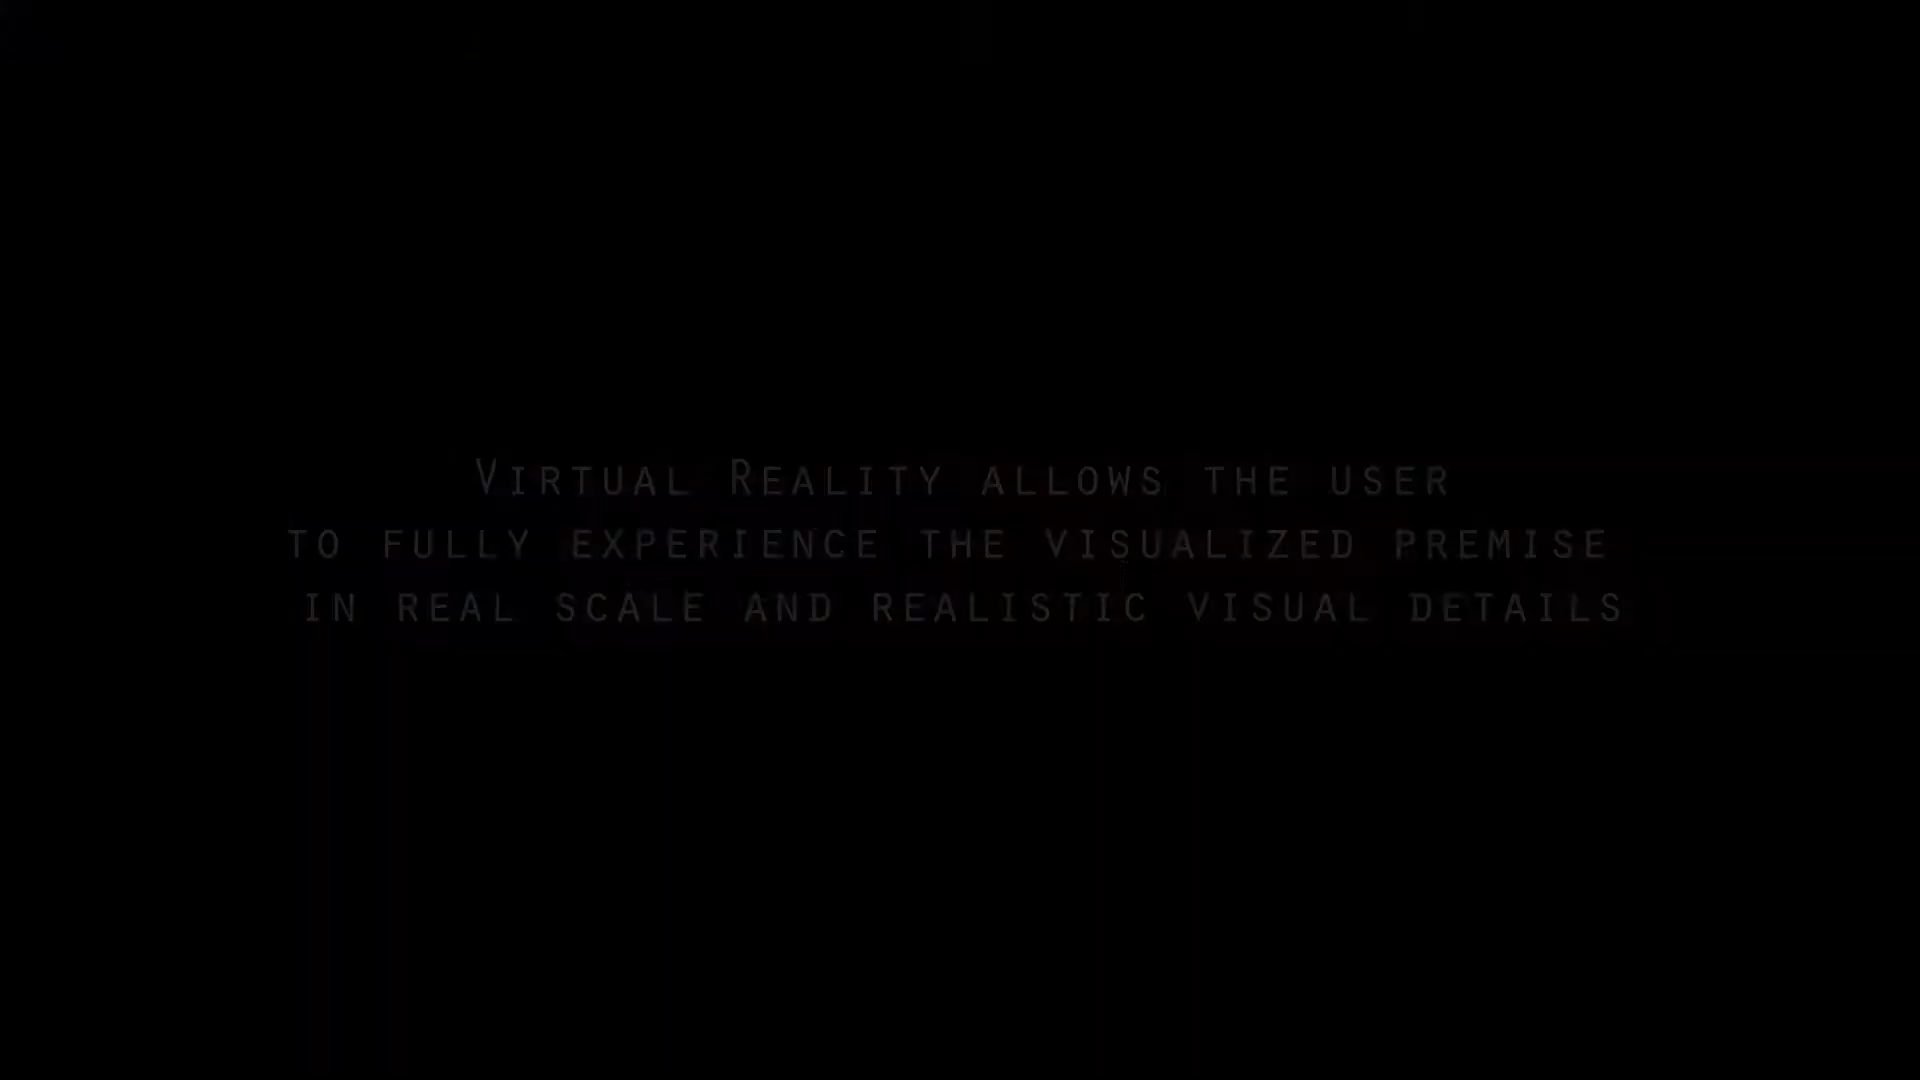 Virtual Reality allows the user
to fully experience the visualized premise
in real scale and realistic visual details